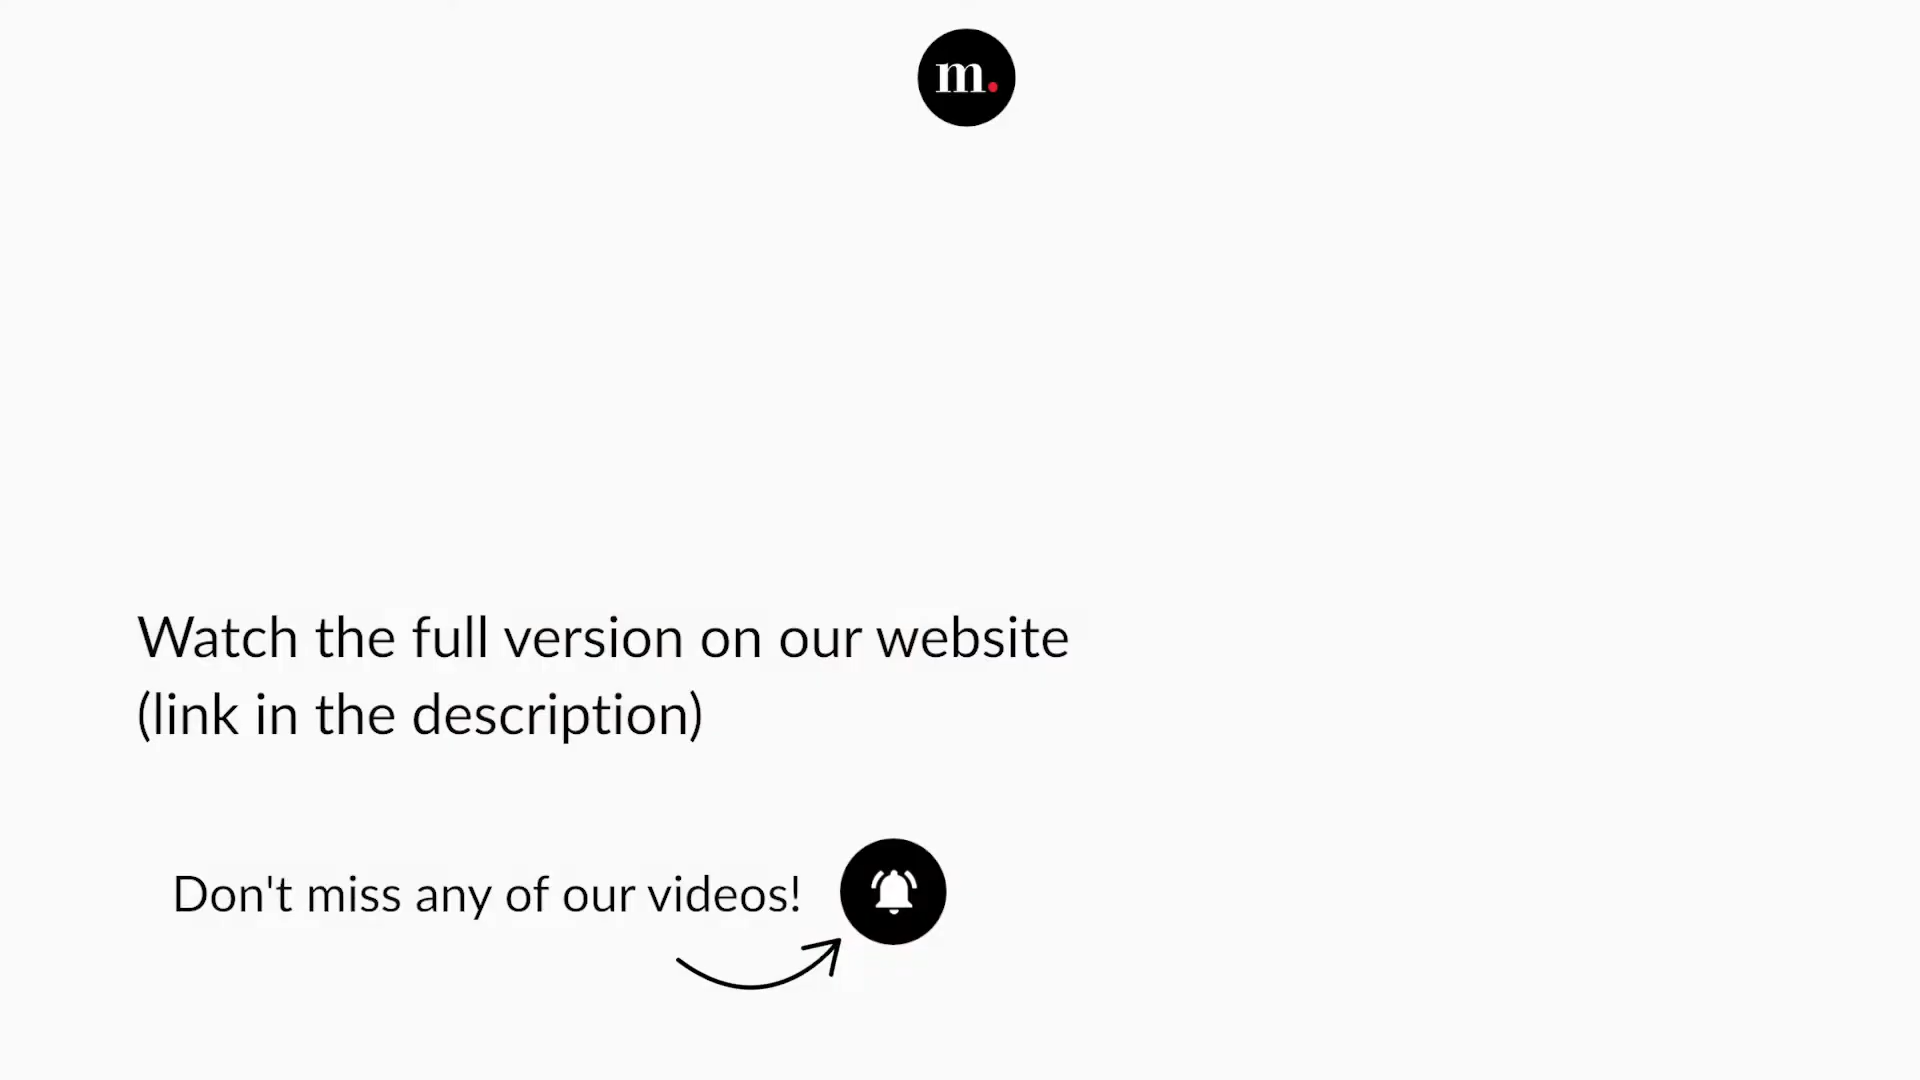 m.
Watch the full version on our website
(link in the description)
Don't miss any of our videos!